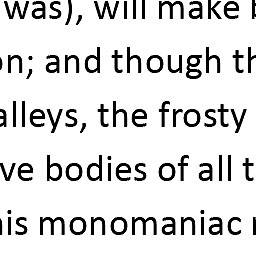 was), will make
on; and though th
alleys, the frosty
ve bodies of all t
his monomaniac